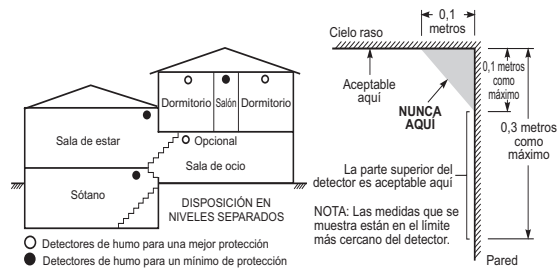 Dormitorio
Salón
Dormitorio
Sala de estar
Opcional
Sala de ocio
Sótano
DISPOSICIÓN EN
NIVELES SEPARADOS
Detectores de humo para una mejor protección
Detectores de humo para un mínimo de protección
0,1
metros
Cielo raso
Aceptable
aquí
NUNCA
AQUÍ
0,1 metros
como
máximo
0,3 metros
como
máximo
La parte superior del
detector es aceptable aquí
NOTA: Las medidas que se
muestra están en el límite
más cercano del detector.
Pared